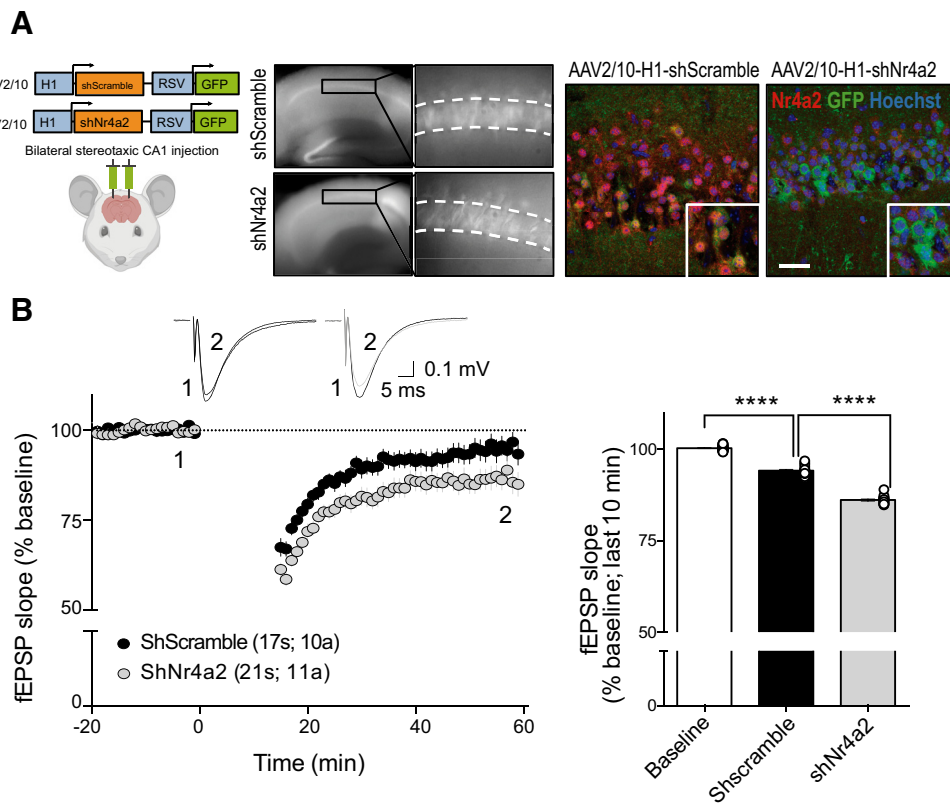 A
V2/10 H1 shScramble RSV GFP
V2/10 H1 shNr4a2 RSV GFP
Bilateral stereotaxic CA1 injection
shScramble
shNr4a2
AAV2/10-H1-shScramble
AAV2/10-H1-shNr4a2
Nr4a2 GFP Hoechst
B
1
2
1
2
0.1 mV
5 ms
fEPSP slope (% baseline)
100
75
50
0
1
2
ShScramble (17s; 10a)
ShNr4a2 (21s; 11a)
-20
0
20
40
60
Time (min)
fEPSP slope
(% baseline; last 10 min)
100
75
50
0
****
****
Baseline
Shscramble
shNr4a2